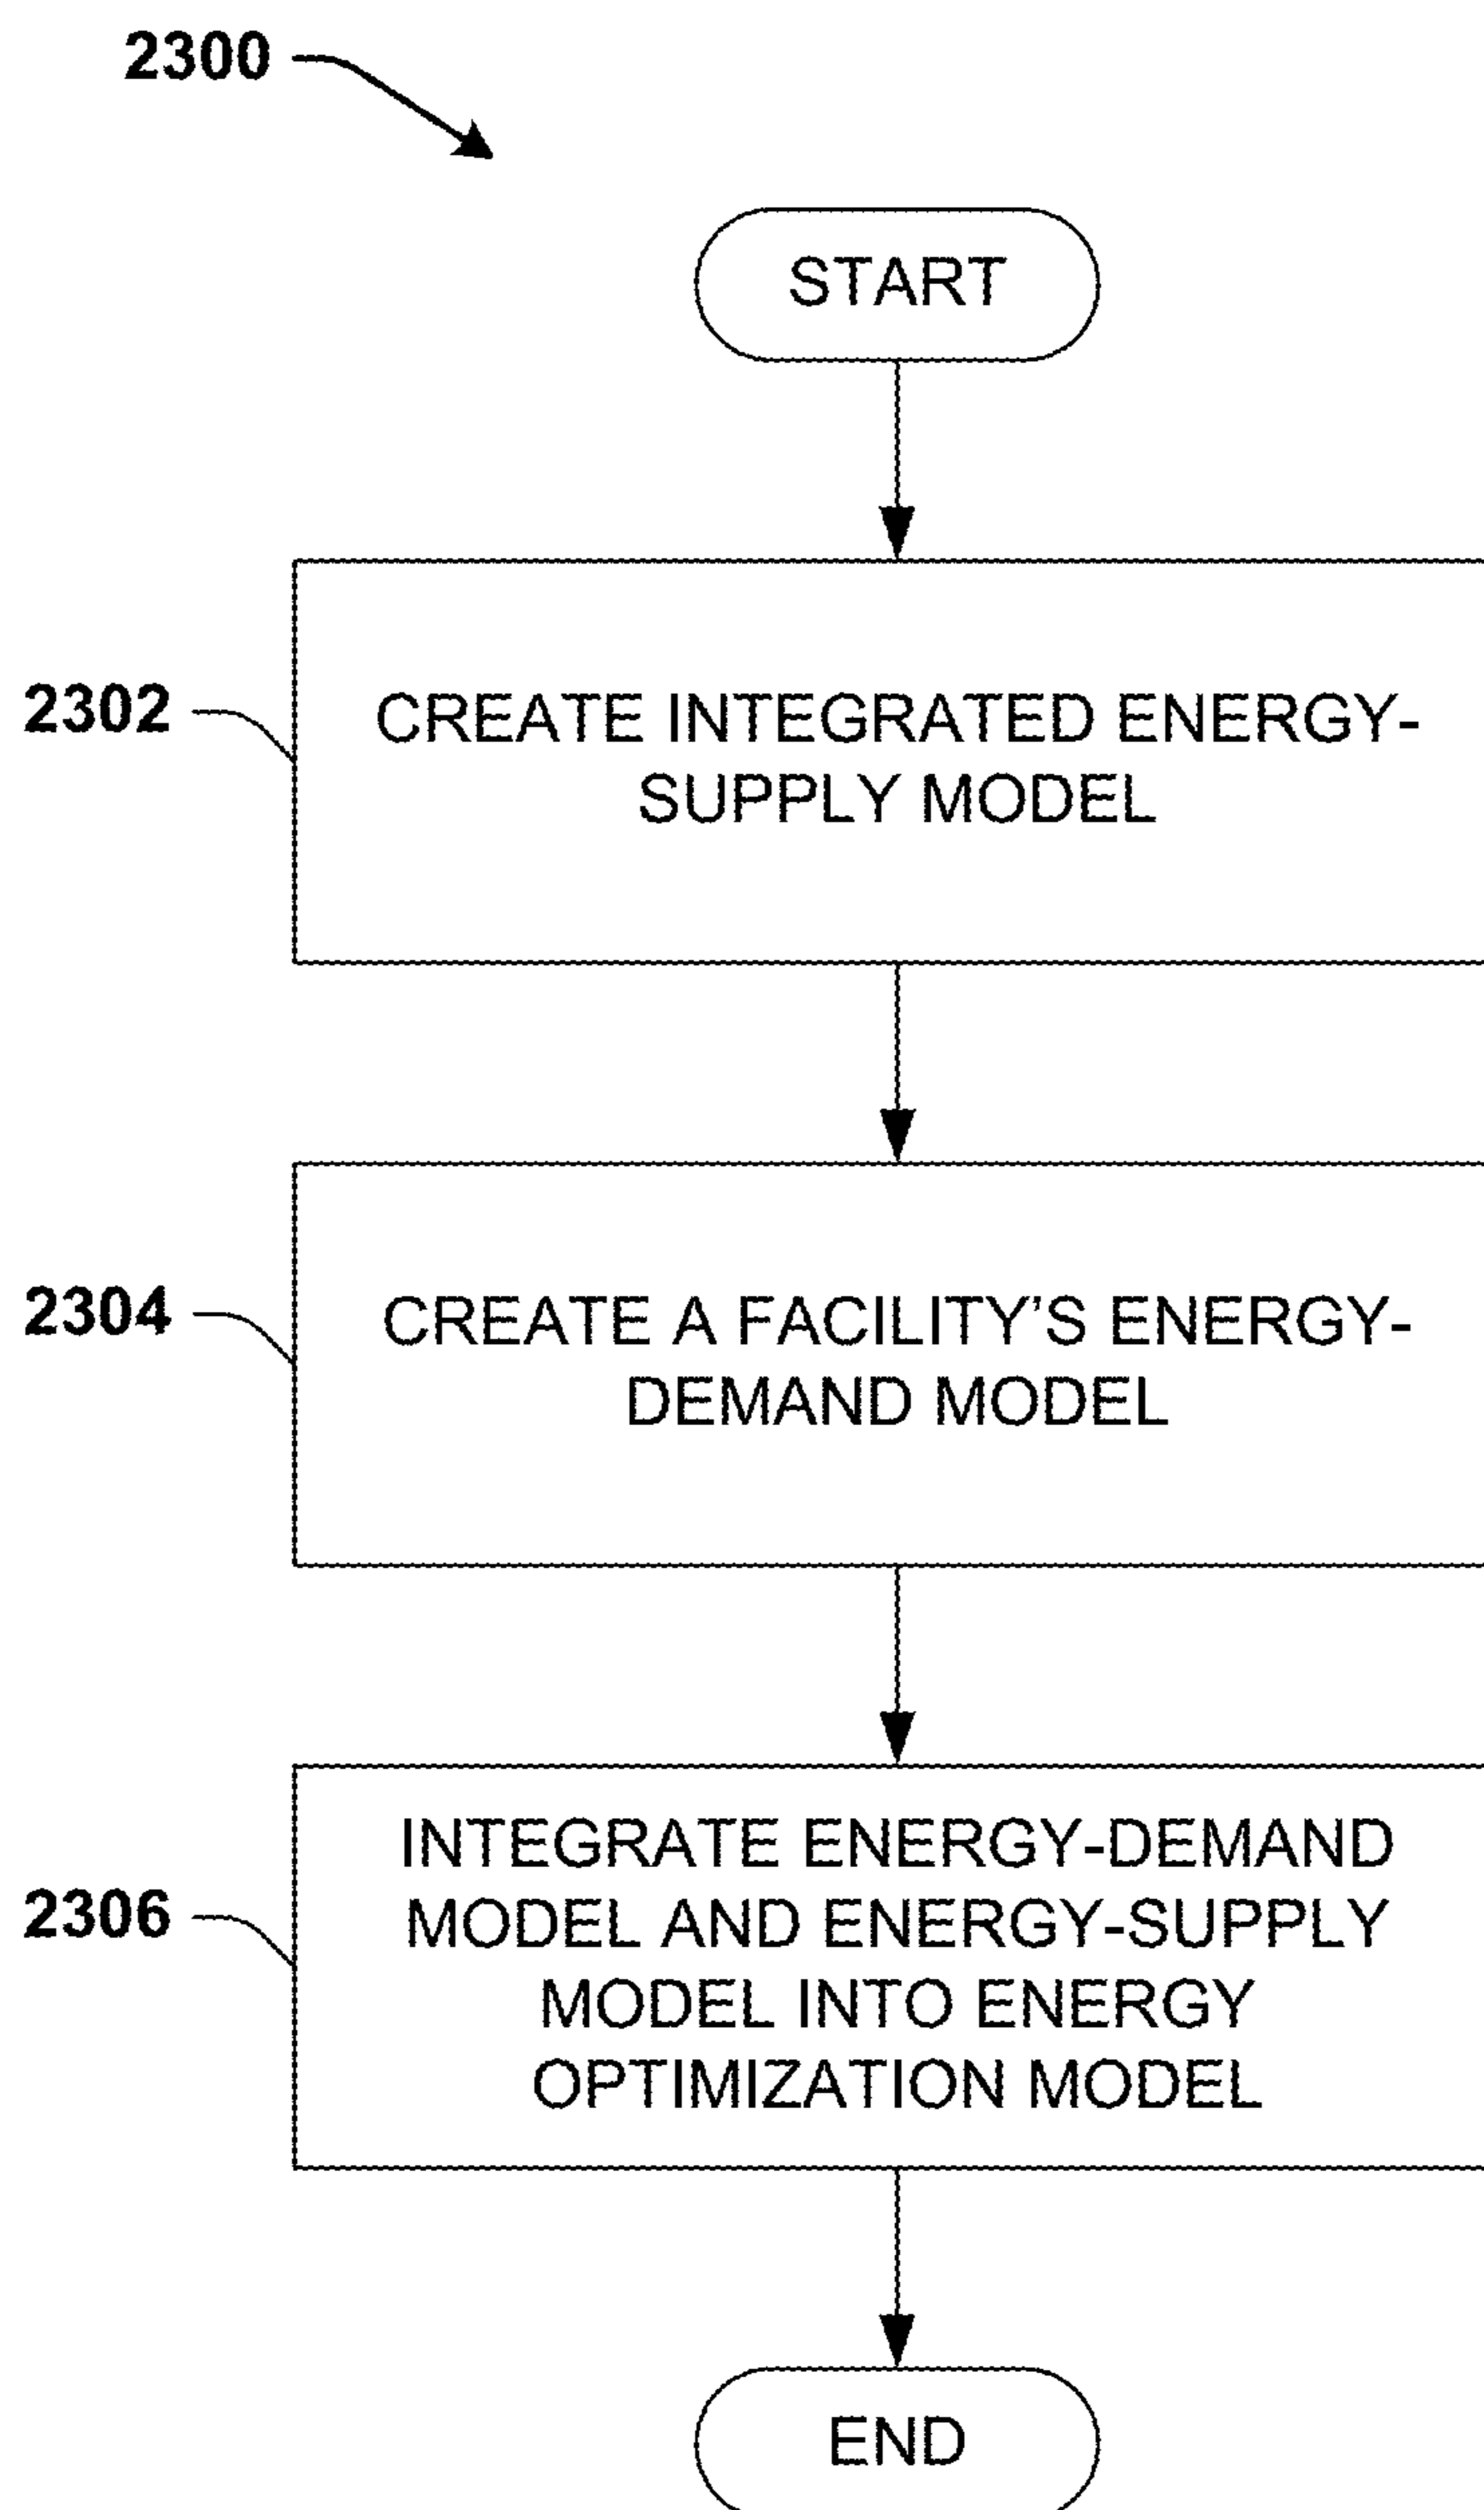 2300
START
2302
CREATE INTEGRATED ENERGY-
SUPPLY MODEL
2304
CREATE A FACILITY’S ENERGY-
DEMAND MODEL
2306
INTEGRATE ENERGY-DEMAND
MODEL AND ENERGY-SUPPLY
MODEL INTO ENERGY
OPTIMIZATION MODEL
END